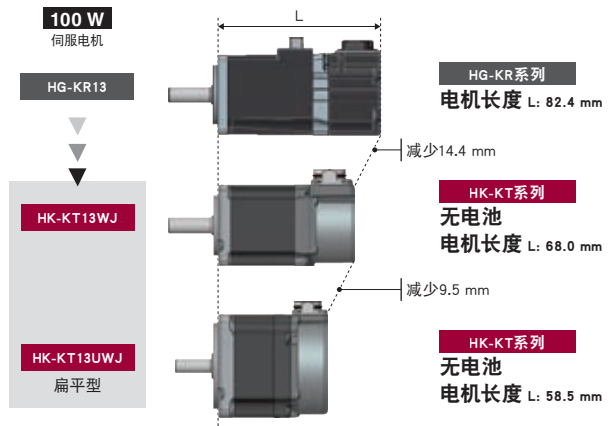 100 W
伺服电机
HG-KR13
L
HG-KR系列
电机长度 L: 82.4 mm
减少14.4 mm
HK-KT13WJ
HK-KT系列
无电池
电机长度 L: 68.0 mm
减少9.5 mm
HK-KT13UWJ
扁平型
HK-KT系列
无电池
电机长度 L: 58.5 mm